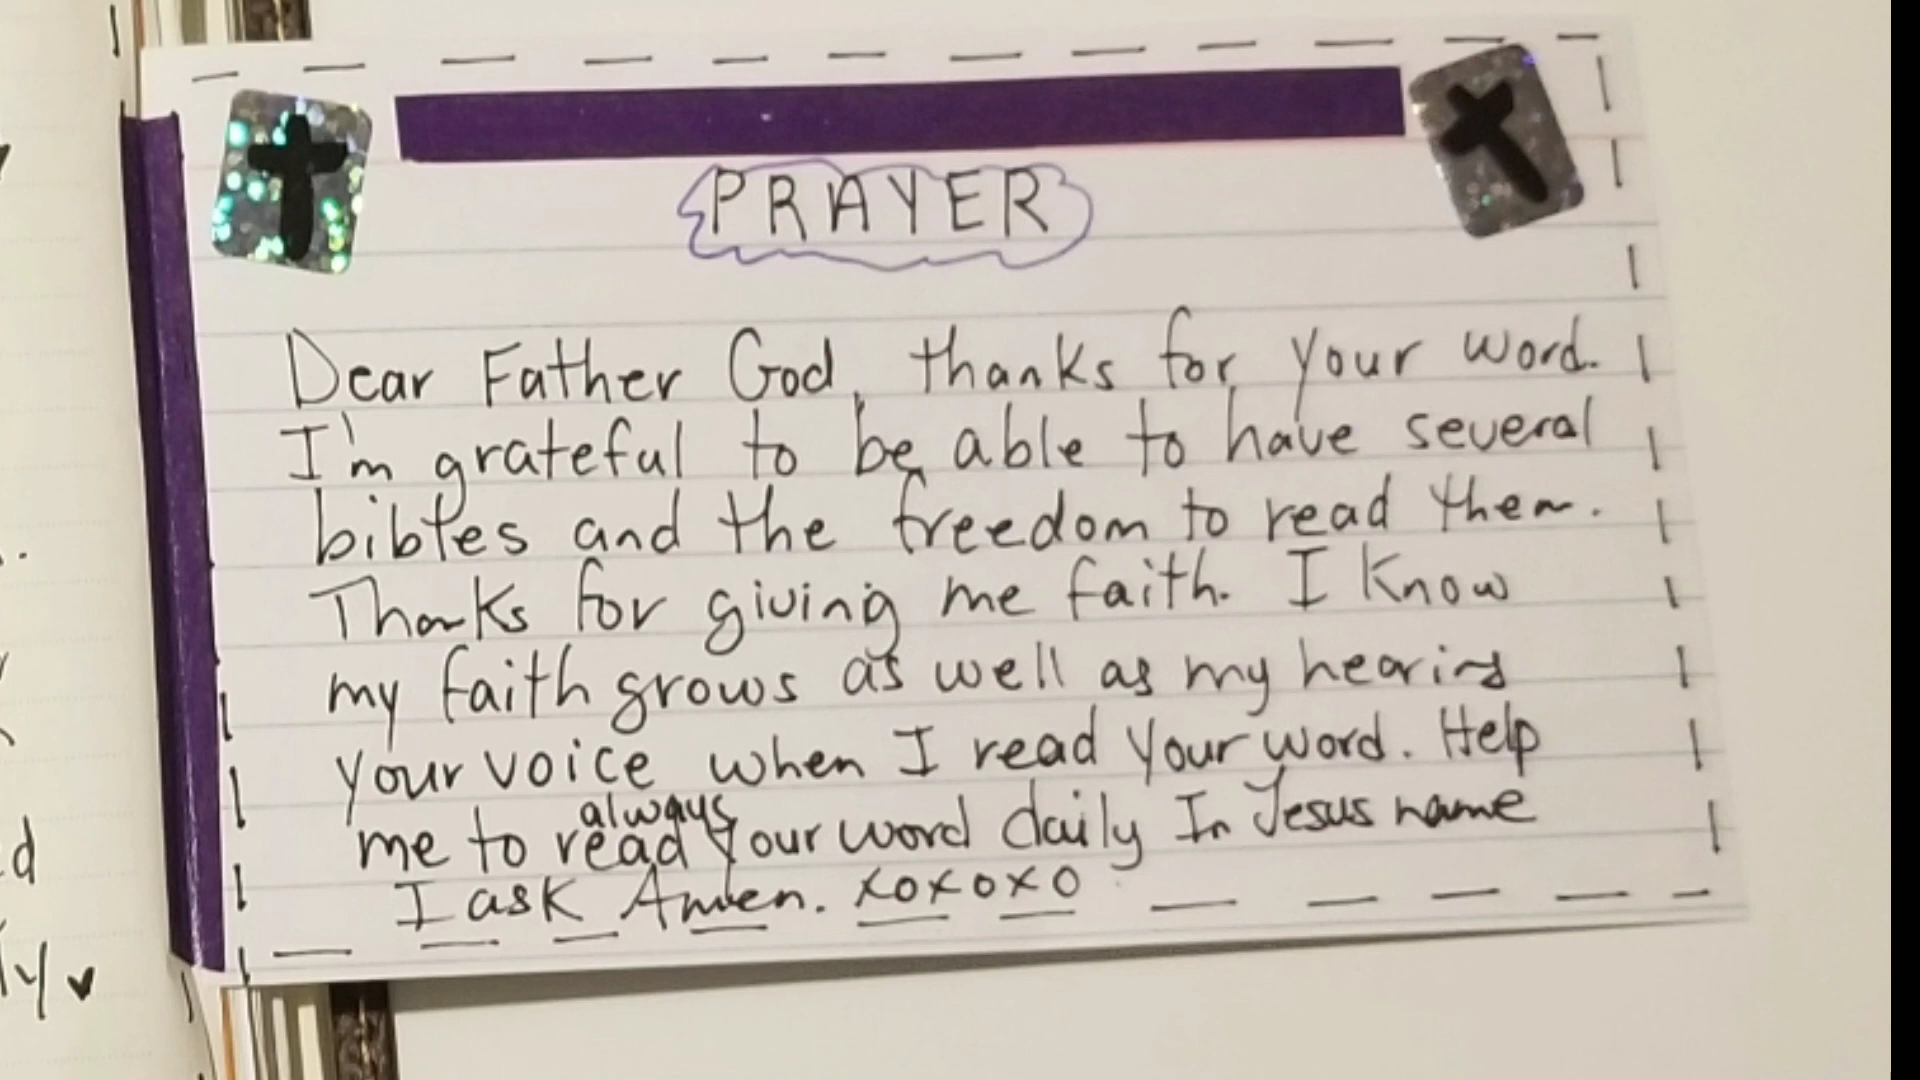 PRAYER
Dear Father God, thanks for your word.
I'm grateful to be able to have several
bibles and the freedom to read them.
Thanks for giving me faith. I know
my faith grows as well as my hearing
your voice when I read your word. Help
always
me to read your word daily In Jesus name
I ask Amen. xoxoxo